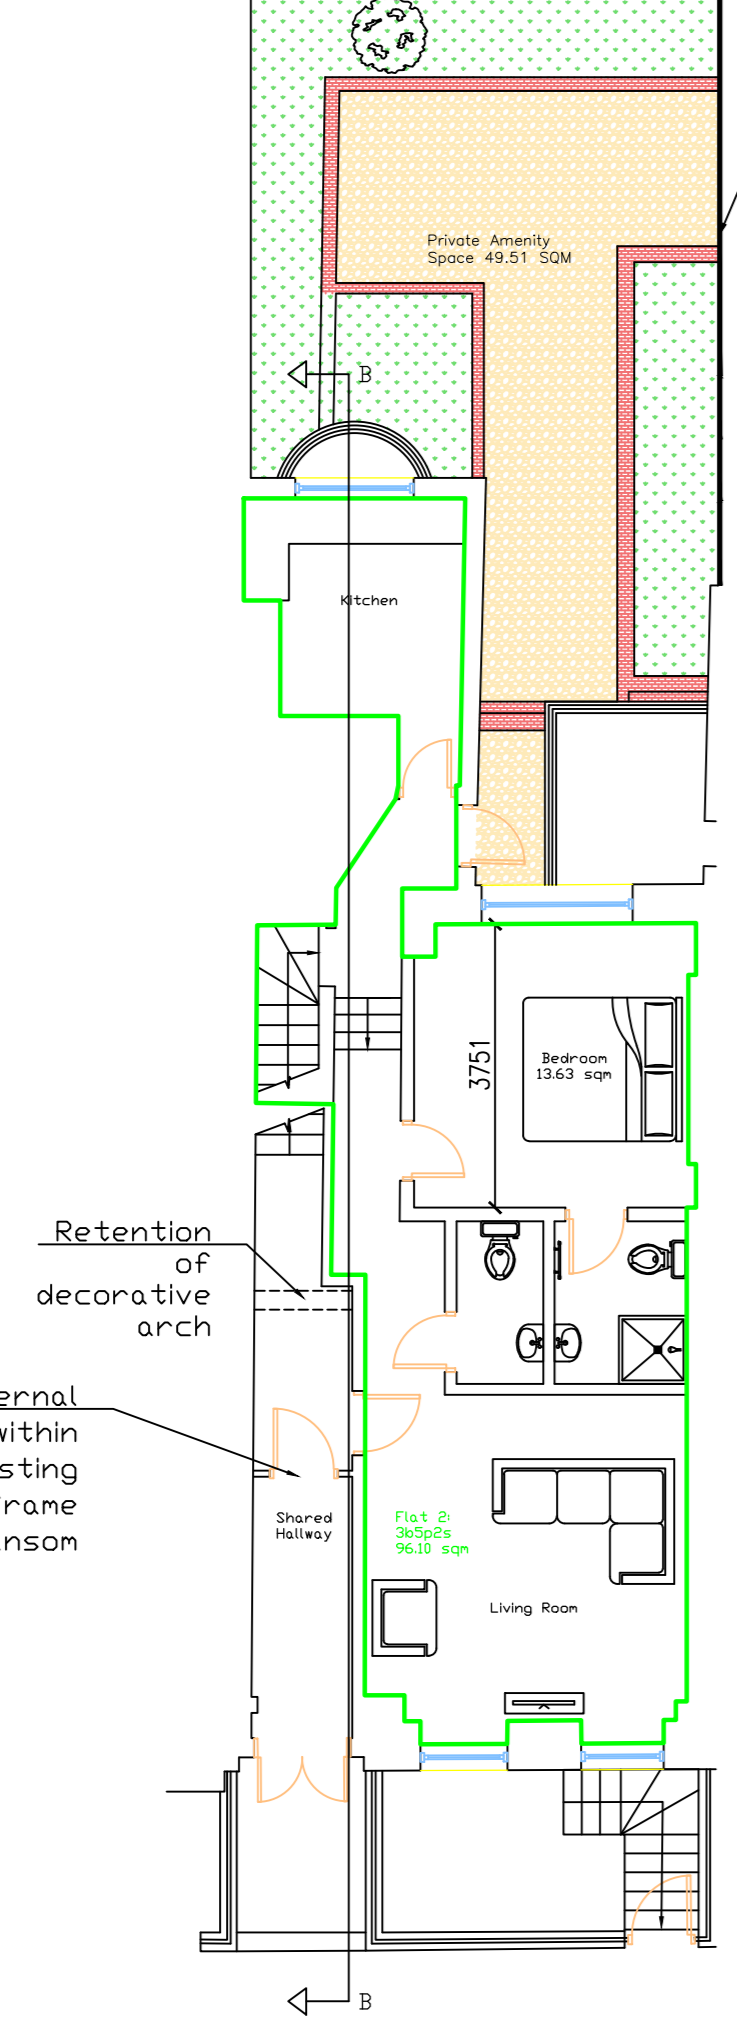 Private Amenity
Space 49.51 SQM
B
Kitchen
3751
Bedroom
13.63 sqm
Retention
of
decorative
arch
ernal
within
sting
frame
nsom
Shared
Hallway
Flat 2:
3b5p2s
96.10 sqm
Living Room
B